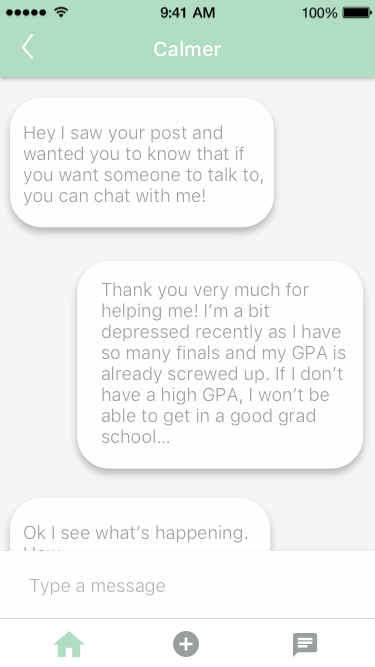 9:41 AM 100%
Calmer
Hey I saw your post and
wanted you to know that if
you want someone to talk to,
you can chat with me!
Thank you very much for
helping me! I’m a bit
depressed recently as I have
so many finals and my GPA is
already screwed up. If I don’t
have a high GPA, I won’t be
able to get in a good grad
school...
Ok I see what’s happening.
Type a message